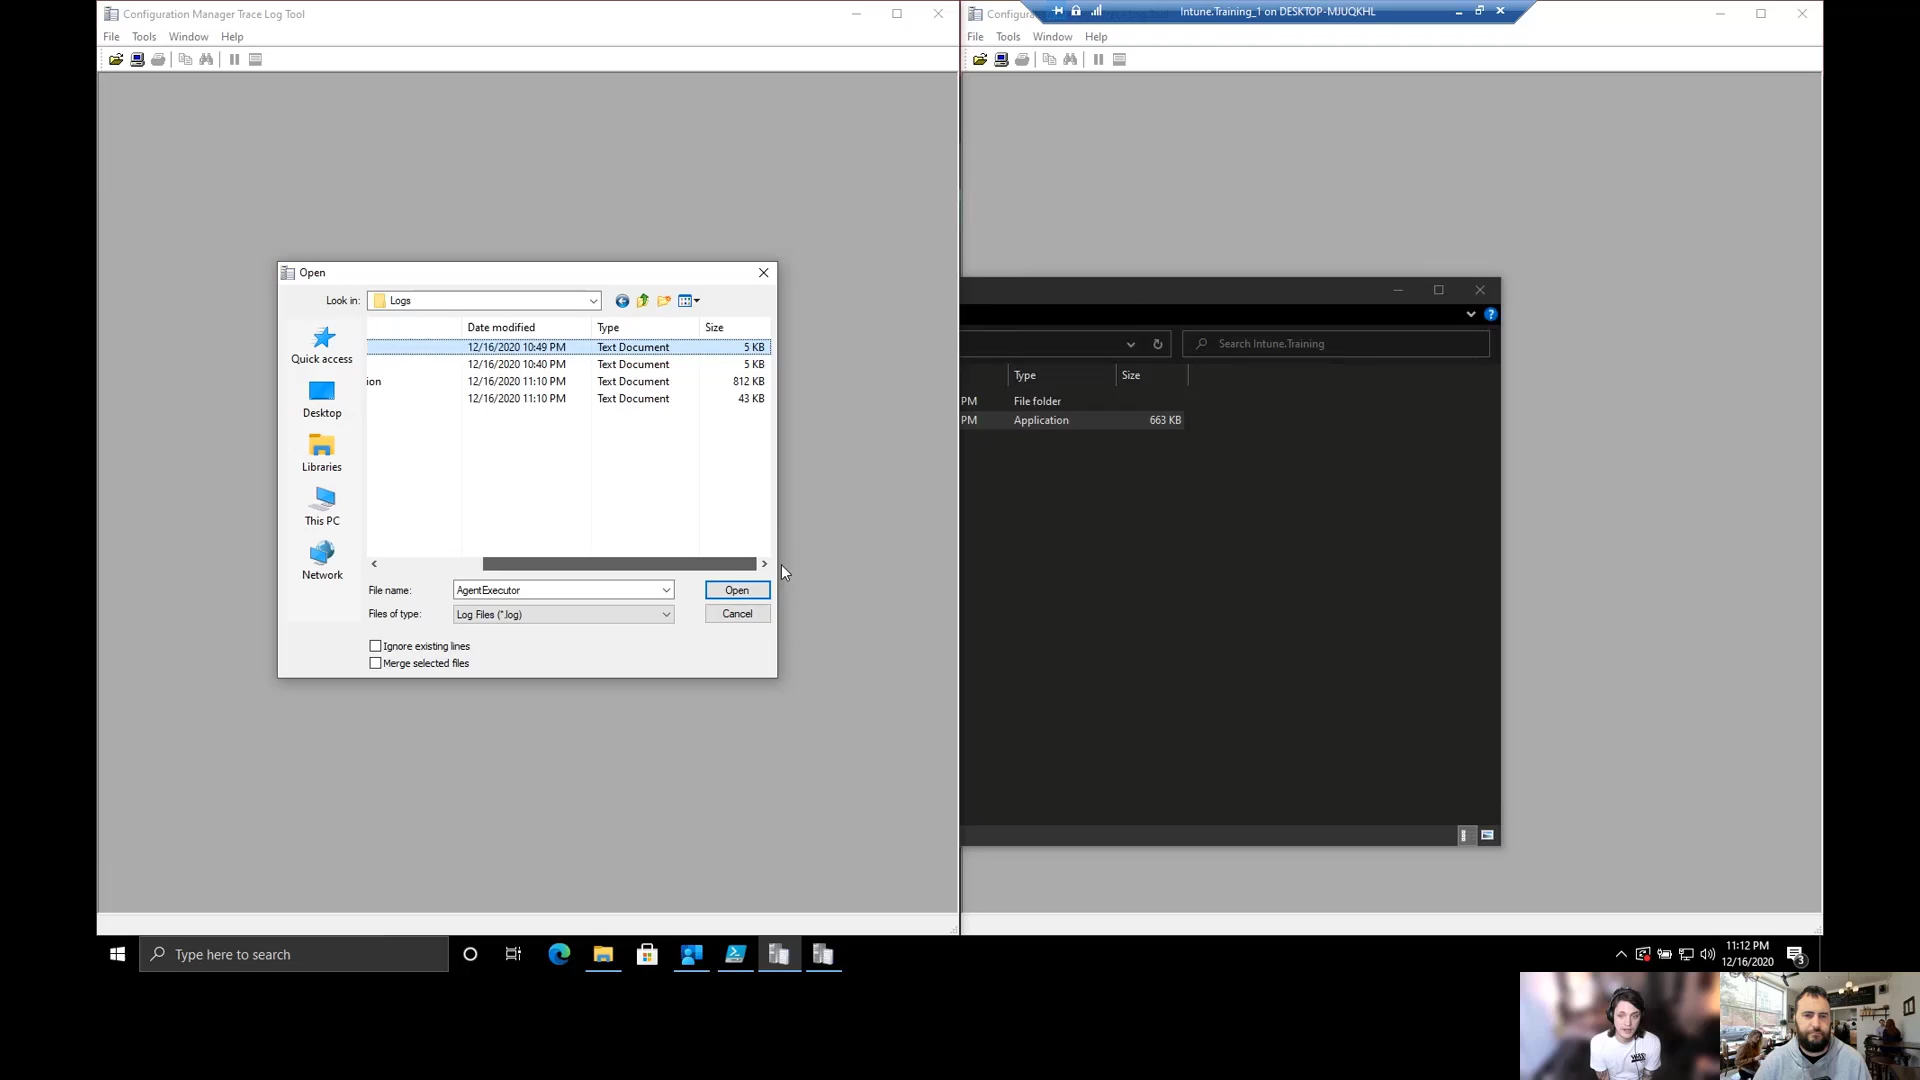 Configuration Manager Trace Log Tool
File Tools Window Help
Configura
Intune.Training_1 on DESKTOP-MJUQKHL
File Tools Window Help
Open
Look in: Logs
Date modified Type Size
12/16/2020 10:49 PM Text Document 5 KB
12/16/2020 10:40 PM Text Document 5 KB
ion 12/16/2020 11:10 PM Text Document 812 KB
12/16/2020 11:10 PM Text Document 43 KB
Quick access
Desktop
Libraries
This PC
Network
File name: AgentExecutor Open
Files of type: Log Files (*.log) Cancel
Ignore existing lines
Merge selected files
Search Intune.Training
Type Size
PM File folder
PM Application 663 KB
Type here to search
11:12 PM
12/16/2020
3